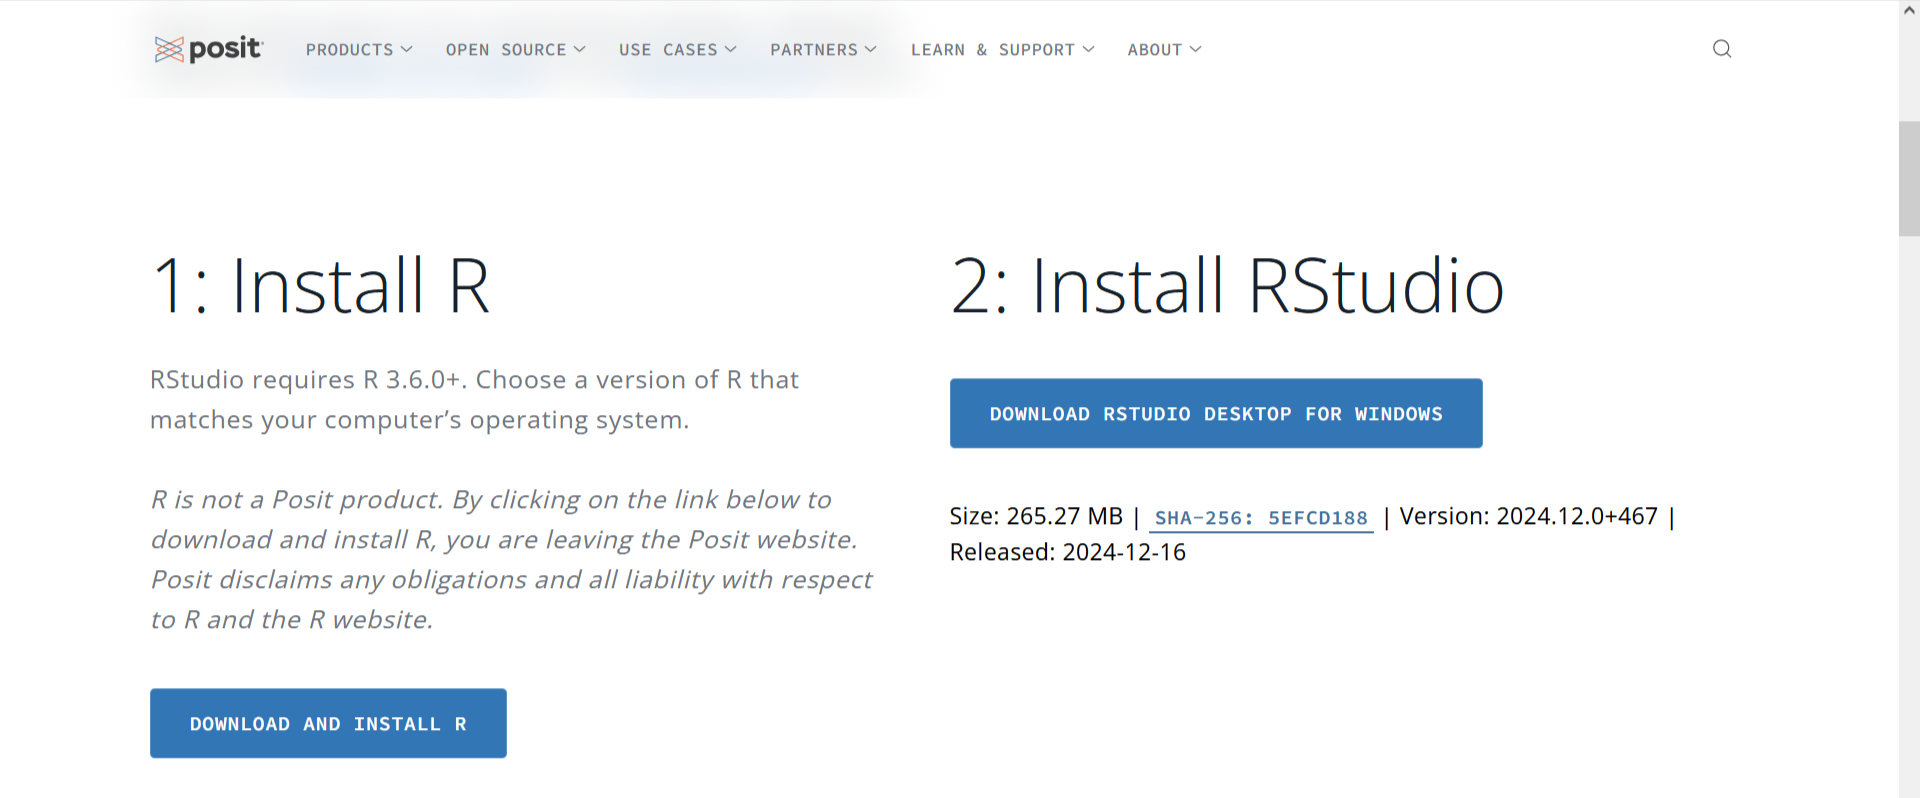 posit
PRODUCTS OPEN SOURCE USE CASES PARTNERS LEARN & SUPPORT ABOUT
1: Install R
RStudio requires R 3.6.0+. Choose a version of R that
matches your computer’s operating system.
R is not a Posit product. By clicking on the link below to
download and install R, you are leaving the Posit website.
Posit disclaims any obligations and all liability with respect
to R and the R website.
DOWNLOAD AND INSTALL R
2: Install RStudio
DOWNLOAD RSTUDIO DESKTOP FOR WINDOWS
Size: 265.27 MB | SHA-256: 5EFCD188 | Version: 2024.12.0+467 |
Released: 2024-12-16